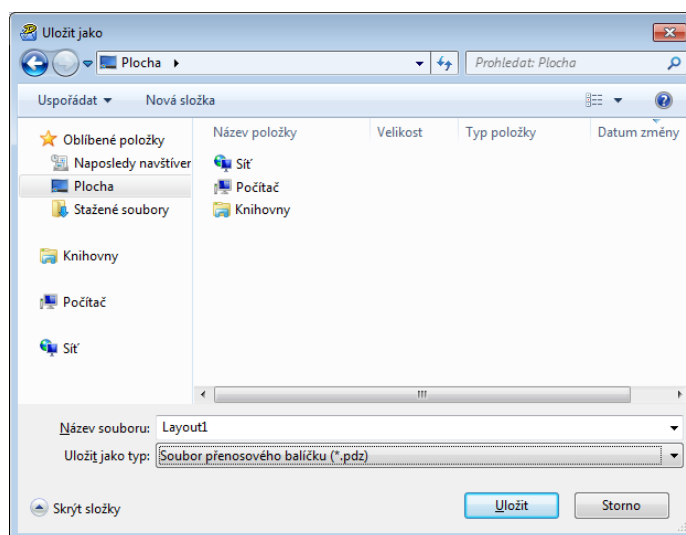 Uložit jako
Plocha
Prohledat: Plocha
Uspořádat
Nová složka
Název položky
Velikost
Typ položky
Datum změny
Oblíbené položky
Naposledy navštíver
Plocha
Stažené soubory
Knihovny
Počítač
Síť
Síť
Počítač
Knihovny
Název souboru: Layout1
Uložit jako typ: Soubor přenosového balíčku (*.pdz)
Skrýt složky
Uložit
Storno